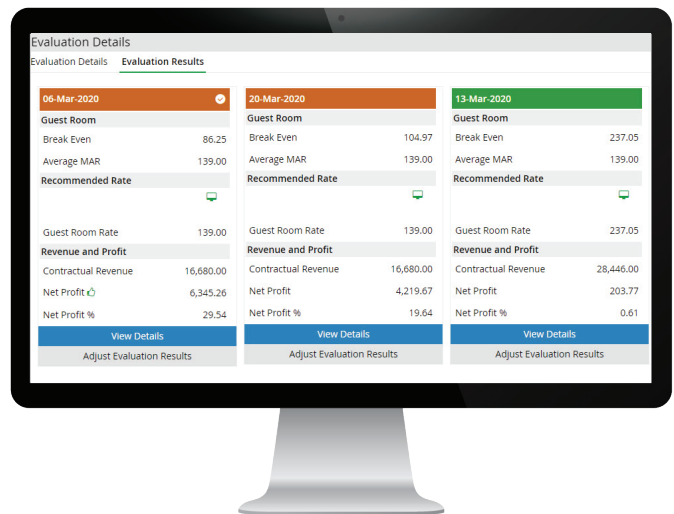 Evaluation Details
Evaluation Details Evaluation Results
06-Mar-2020
Guest Room
Break Even 86.25
Average MAR 139.00
Recommended Rate
Guest Room Rate 139.00
Revenue and Profit
Contractual Revenue 16,680.00
Net Profit 6,345.26
Net Profit % 29.54
View Details
Adjust Evaluation Results
20-Mar-2020
Guest Room
Break Even 104.97
Average MAR 139.00
Recommended Rate
Guest Room Rate 139.00
Revenue and Profit
Contractual Revenue 16,680.00
Net Profit 4,219.67
Net Profit % 19.64
View Details
Adjust Evaluation Results
13-Mar-2020
Guest Room
Break Even 237.05
Average MAR 139.00
Recommended Rate
Guest Room Rate 237.05
Revenue and Profit
Contractual Revenue 28,446.00
Net Profit 203.77
Net Profit % 0.61
View Details
Adjust Evaluation Results